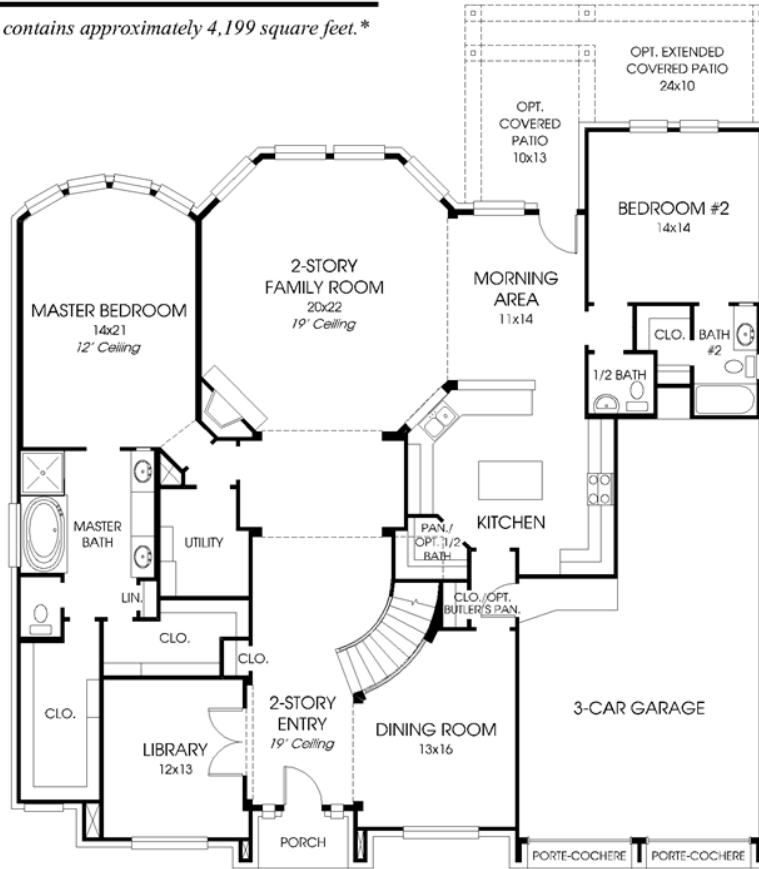 contains approximately 4,199 square feet.*
OPT. EXTENDED
COVERED PATIO
24x10
OPT.
COVERED
PATIO
10x13
BEDROOM #2
14x14
2-STORY
FAMILY ROOM
20x22
19' Ceiling
MORNING
AREA
11x14
MASTER BEDROOM
14x21
12' Ceiling
CLO.
BATH
#2
1/2 BATH
MASTER
BATH
UTILITY
KITCHEN
PAN./
OPT. 1/2
BATH
LIN.
CLO./OPT.
BUTLER'S PAN.
CLO.
CLO.
CLO.
2-STORY
ENTRY
19' Ceiling
LIBRARY
12x13
DINING ROOM
13x16
3-CAR GARAGE
PORCH
PORTE-COCHERE
PORTE-COCHERE